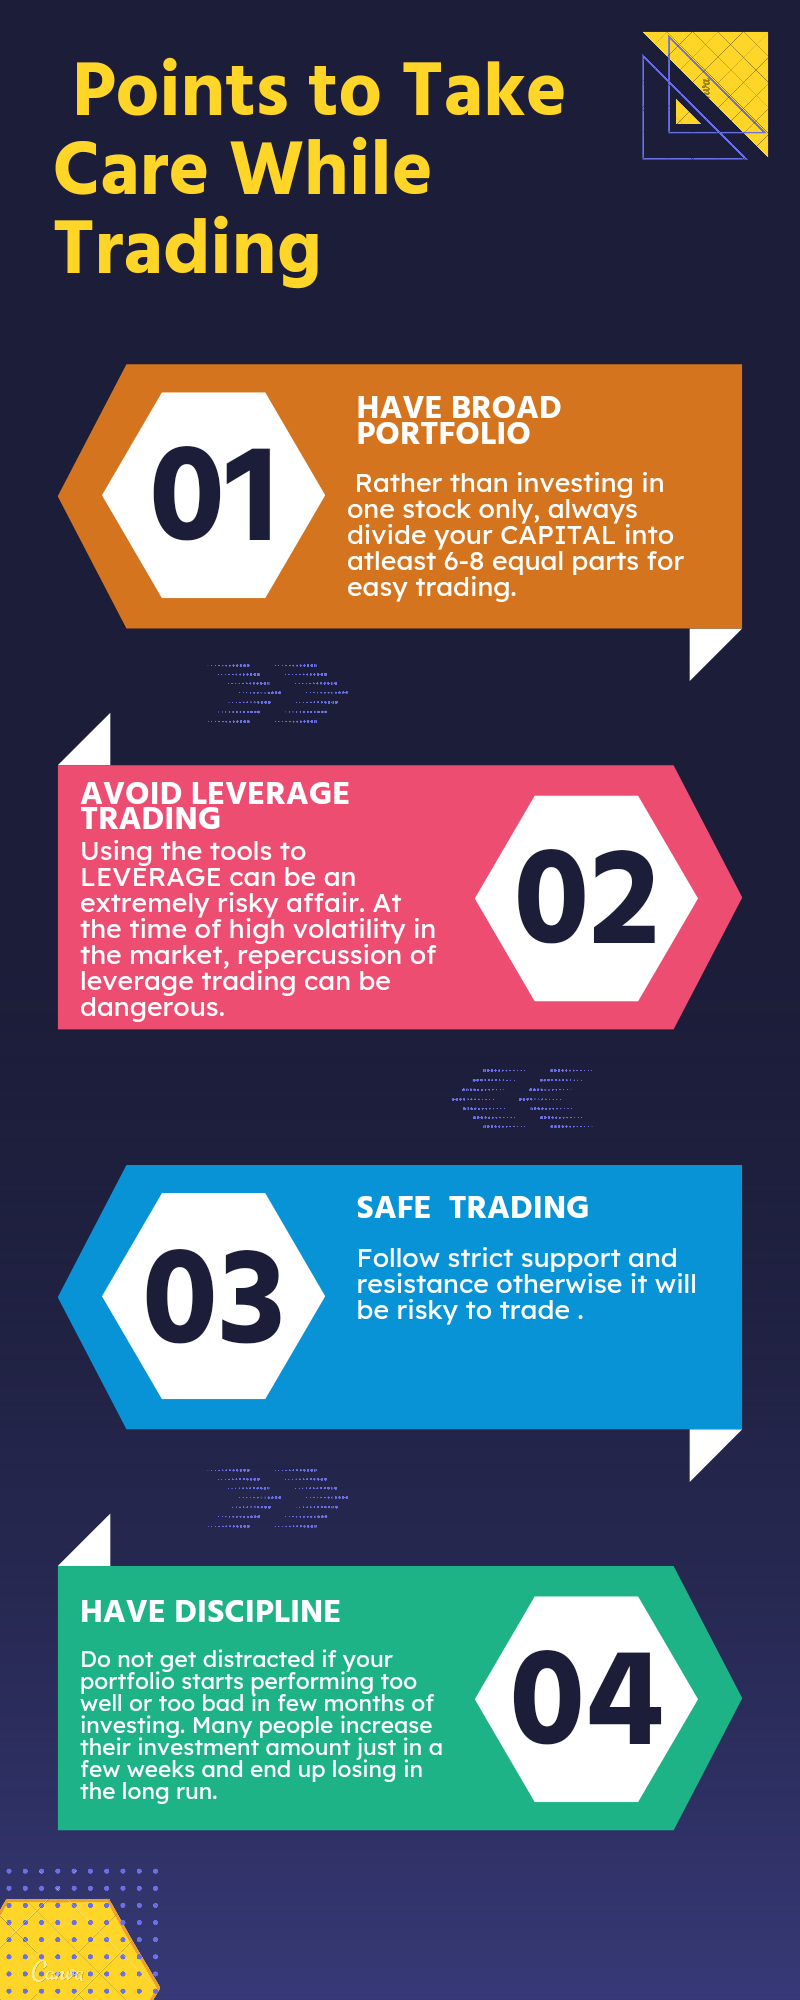 Points to Take
Care While
Trading
HAVE BROAD
PORTFOLIO
01
Rather than investing in
one stock only, always
divide your CAPITAL into
atleast 6-8 equal parts for
easy trading.
AVOID LEVERAGE
TRADING
Using the tools to
LEVERAGE can be an
extremely risky affair. At
the time of high volatility in
the market, repercussion of
leverage trading can be
dangerous.
02
SAFE  TRADING
03
Follow strict support and
resistance otherwise it will
be risky to trade .
HAVE DISCIPLINE
Do not get distracted if your
portfolio starts performing too
well or too bad in few months of
investing. Many people increase
their investment amount just in a
few weeks and end up losing in
the long run.
04
Canva